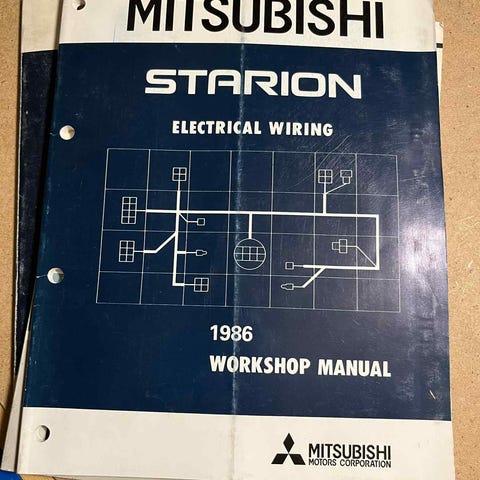 MITSUBISHI
STARION
ELECTRICAL WIRING
1986
WORKSHOP MANUAL
MITSUBISHI
MOTORS CORPORATION